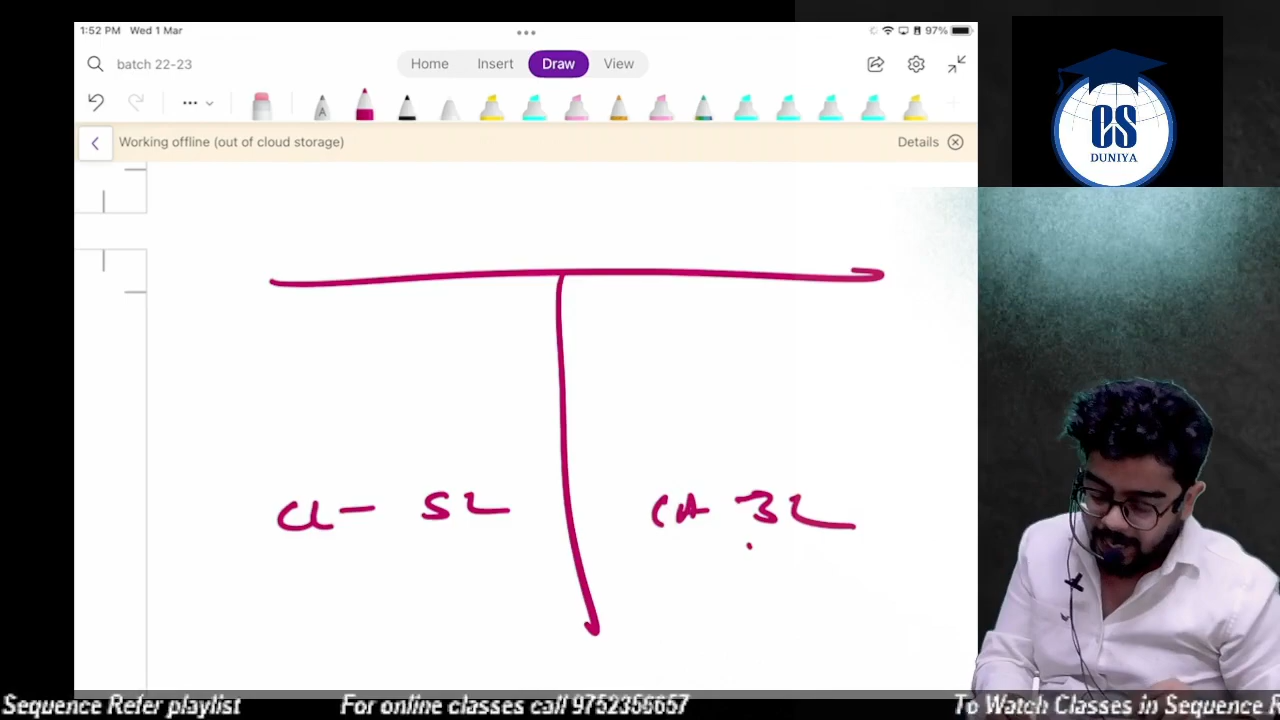 1:52 PM Wed 1 Mar
97%
batch 22-23
Home Insert Draw View
A
Working offline (out of cloud storage)
Details
CS
DUNIYA
CL - 5L
CA 3L
Sequence Refer playlist For online classes call 9752356657 To Watch Classes in Sequence R